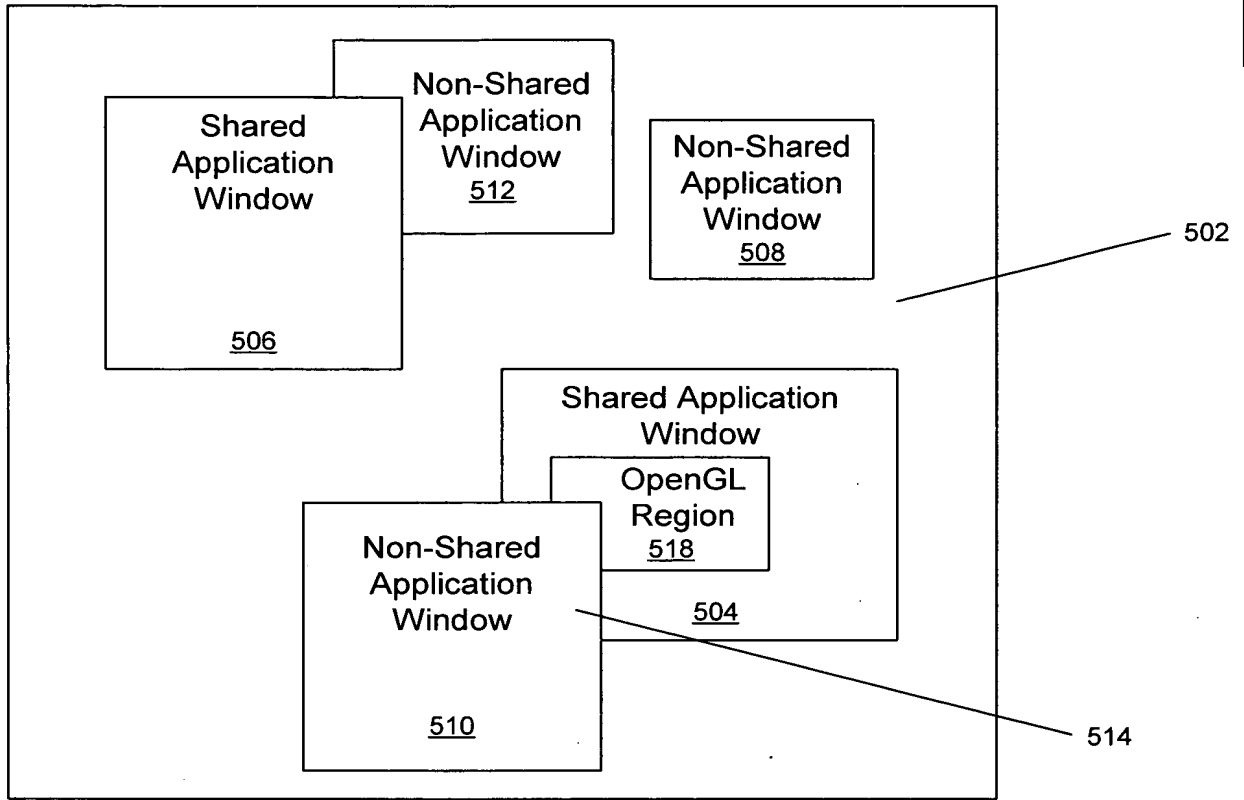 Non-Shared
Application
Window
512
Shared
Application
Window
506
Non-Shared
Application
Window
508
502
Shared Application
Window
OpenGL
Region
518
504
Non-Shared
Application
Window
510
514